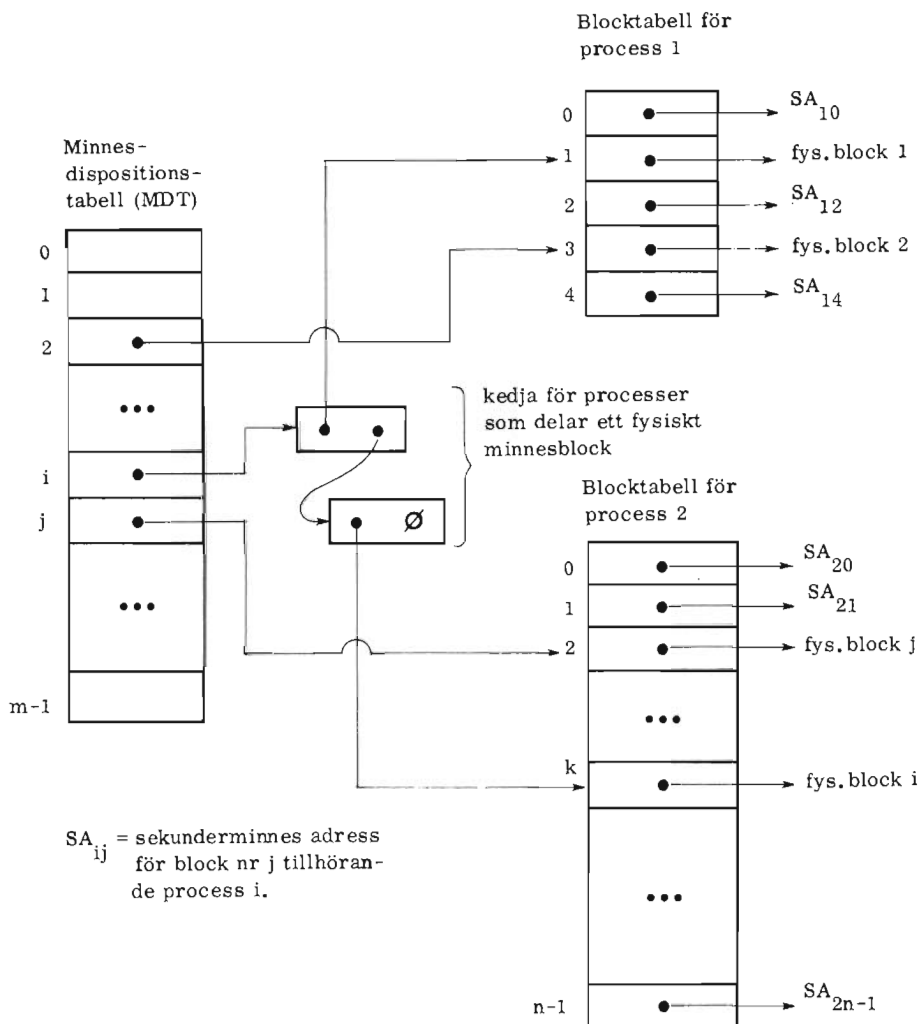 Blocktabell för
process 1
0
SA10
1
fys.block 1
2
SA12
3
fys.block 2
4
SA14
Minnes-
dispositions-
tabell (MDT)
0
1
2
...
i
j
...
m-1
kedja för processer
som delar ett fysiskt
minnesblock
Ø
Blocktabell för
process 2
0
SA20
1
SA21
2
fys.block j
...
k
fys.block i
...
n-1
SA2n-1
SAij = sekunderminnes adress
för block nr j tillhöran-
de process i.